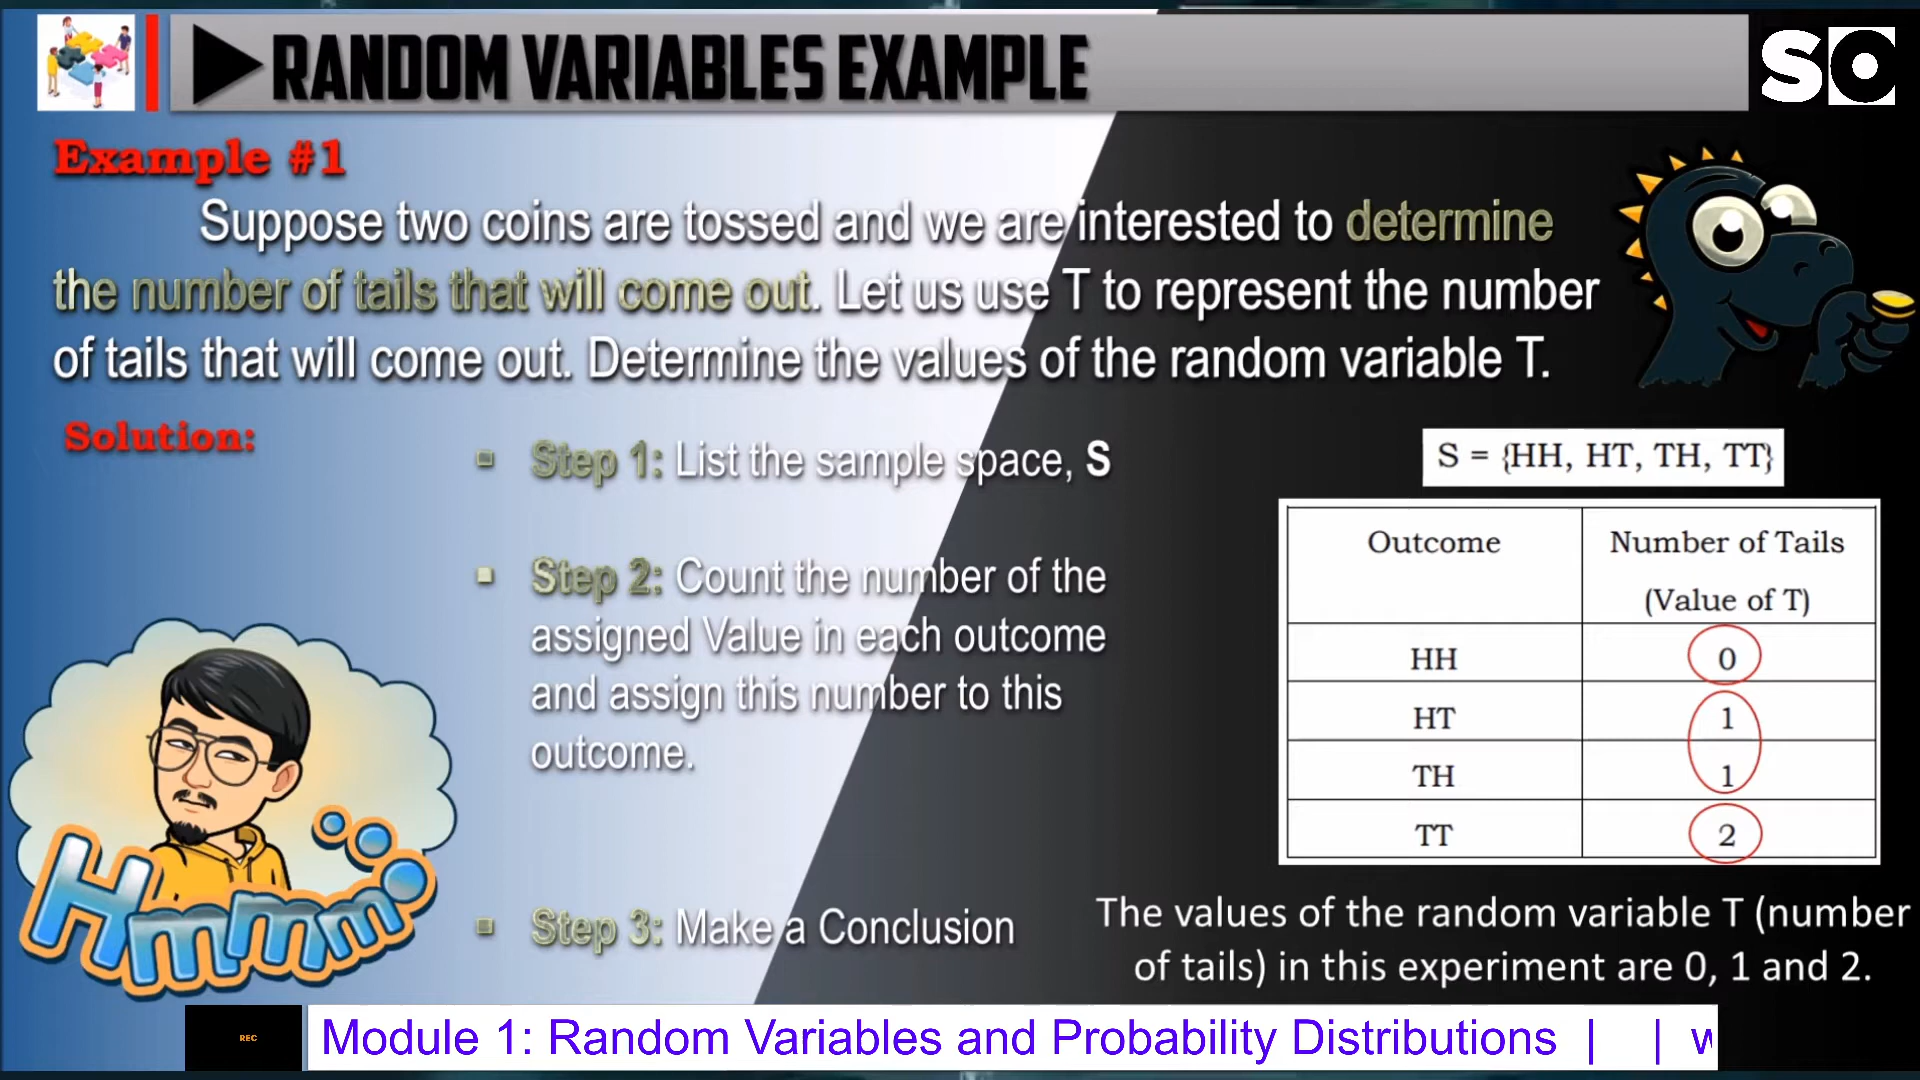 RANDOM VARIABLES EXAMPLE
SC
Example #1
Suppose two coins are tossed and we are interested to determine
the number of tails that will come out. Let us use T to represent the number
of tails that will come out. Determine the values of the random variable T.
Solution:
Step 1: List the sample space, S
S = {HH, HT, TH, TT}
Step 2: Count the number of the
assigned Value in each outcome
and assign this number to this
outcome.
Outcome Number of Tails
(Value of T)
HH 0
HT 1
TH 1
TT 2
Hmmm
Step 3: Make a Conclusion
The values of the random variable T (number
of tails) in this experiment are 0, 1 and 2.
REC
Module 1: Random Variables and Probability Distributions | |